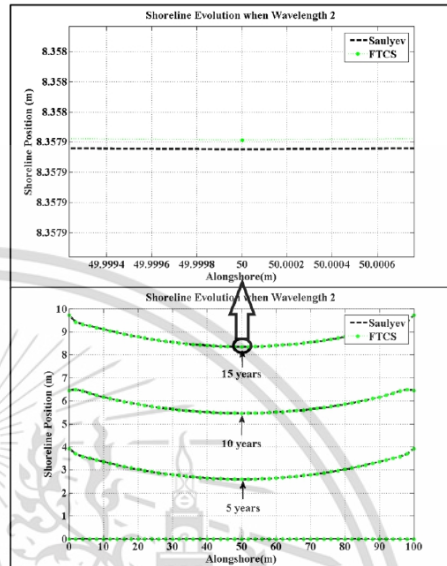 Shoreline Evolution when Wavelength 2
Saulyev
FTCS
8.358
8.358
8.358
8.3579
8.3579
8.3579
Shoreline Position (m)
49.9994 49.9996 49.9998 50 50.0002 50.0004 50.0006
Alongshore(m)
Shoreline Evolution when Wavelength 2
Saulyev
FTCS
10
9
8
7
6
5
4
3
2
1
0
Shoreline Position (m)
15 years
10 years
5 years
0 10 20 30 40 50 60 70 80 90 100
Alongshore(m)